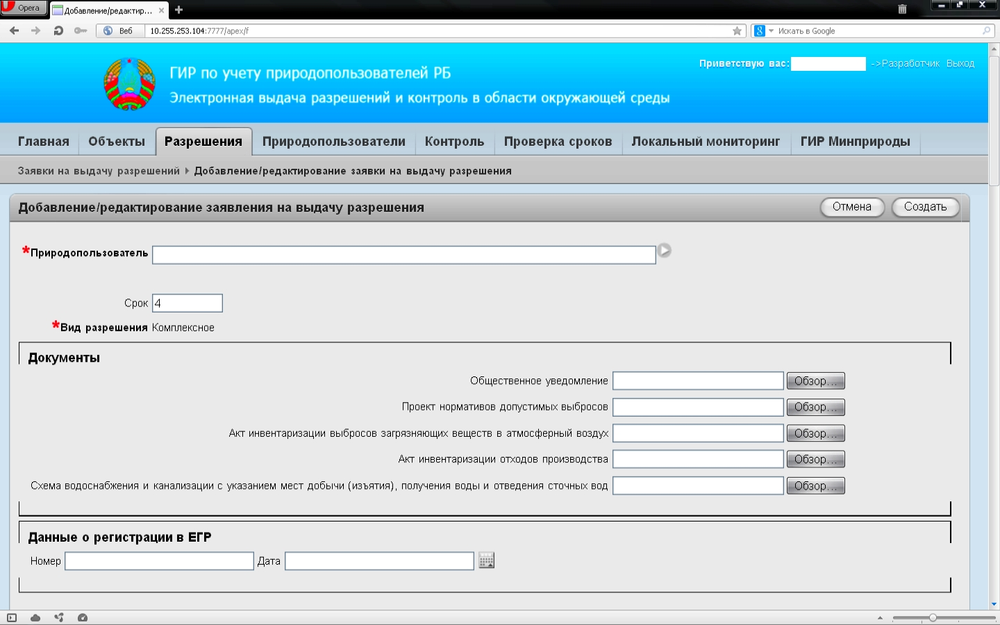 Opera
Добавление/редактир...
Веб
10.255.253.104:7777/apex/f
Искать в Google
ГИР по учету природопользователей РБ
Электронная выдача разрешений и контроль в области окружающей среды
Приветствую вас:
->Разработчик Выход
Главная Объекты Разрешения Природопользователи Контроль Проверка сроков Локальный мониторинг ГИР Минприроды
Заявки на выдачу разрешений Добавление/редактирование заявки на выдачу разрешения
Добавление/редактирование заявления на выдачу разрешения
Отмена Создать
*Природопользователь
Срок 4
*Вид разрешения Комплексное
Документы
Общественное уведомление Обзор...
Проект нормативов допустимых выбросов Обзор...
Акт инвентаризации выбросов загрязняющих веществ в атмосферный воздух Обзор...
Акт инвентаризации отходов производства Обзор...
Схема водоснабжения и канализации с указанием мест добычи (изъятия), получения воды и отведения сточных вод Обзор...
Данные о регистрации в ЕГР
Номер Дата